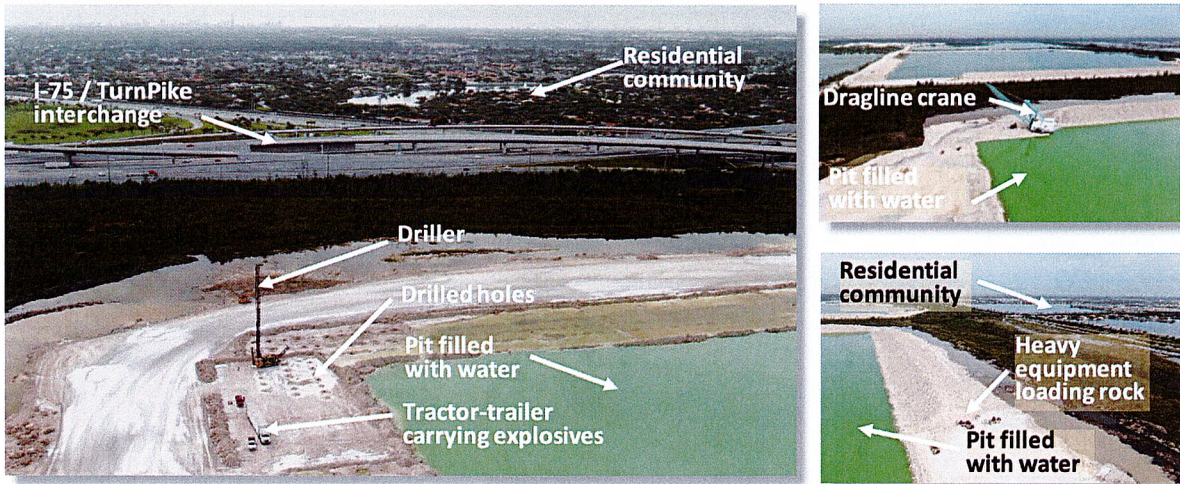 Residential
community
I-75 / TurnPike
interchange
Driller
Drilled holes
Pit filled
with water
Tractor-trailer
carrying explosives
Dragline crane
Pit filled
with water
Residential
community
Heavy
equipment
loading rock
Pit filled
with water